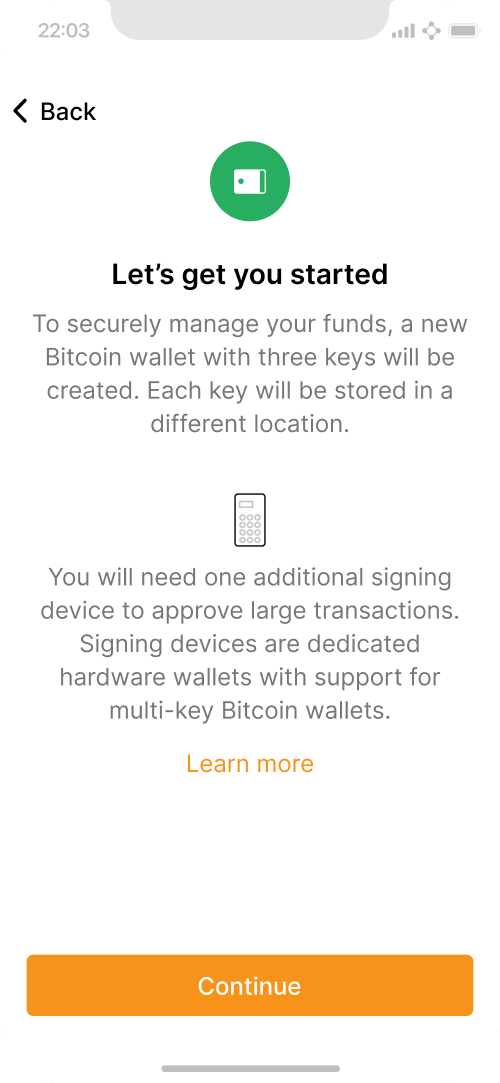 22:03
Back
Let’s get you started
To securely manage your funds, a new
Bitcoin wallet with three keys will be
created. Each key will be stored in a
different location.
You will need one additional signing
device to approve large transactions.
Signing devices are dedicated
hardware wallets with support for
multi-key Bitcoin wallets.
Learn more
Continue